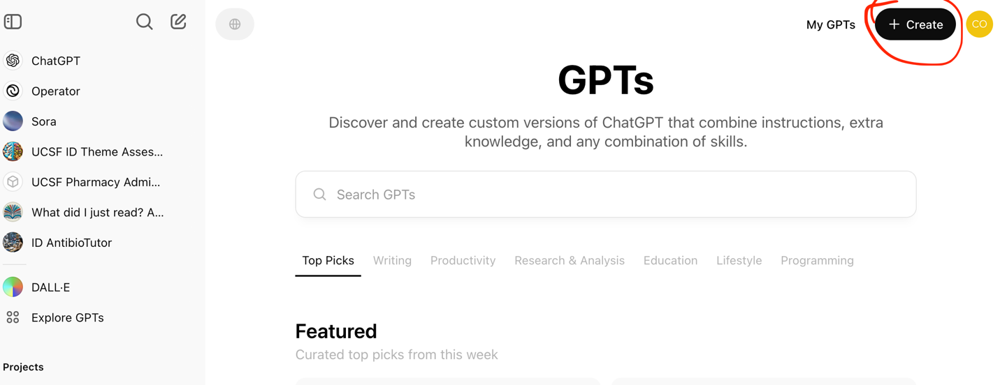 ChatGPT
Operator
Sora
UCSF ID Theme Asses...
UCSF Pharmacy Admi...
What did I just read? A...
ID AntibioTutor
DALL·E
Explore GPTs
Projects
My GPTs
+ Create
CO
GPTs
Discover and create custom versions of ChatGPT that combine instructions, extra
knowledge, and any combination of skills.
Search GPTs
Top Picks Writing Productivity Research & Analysis Education Lifestyle Programming
Featured
Curated top picks from this week